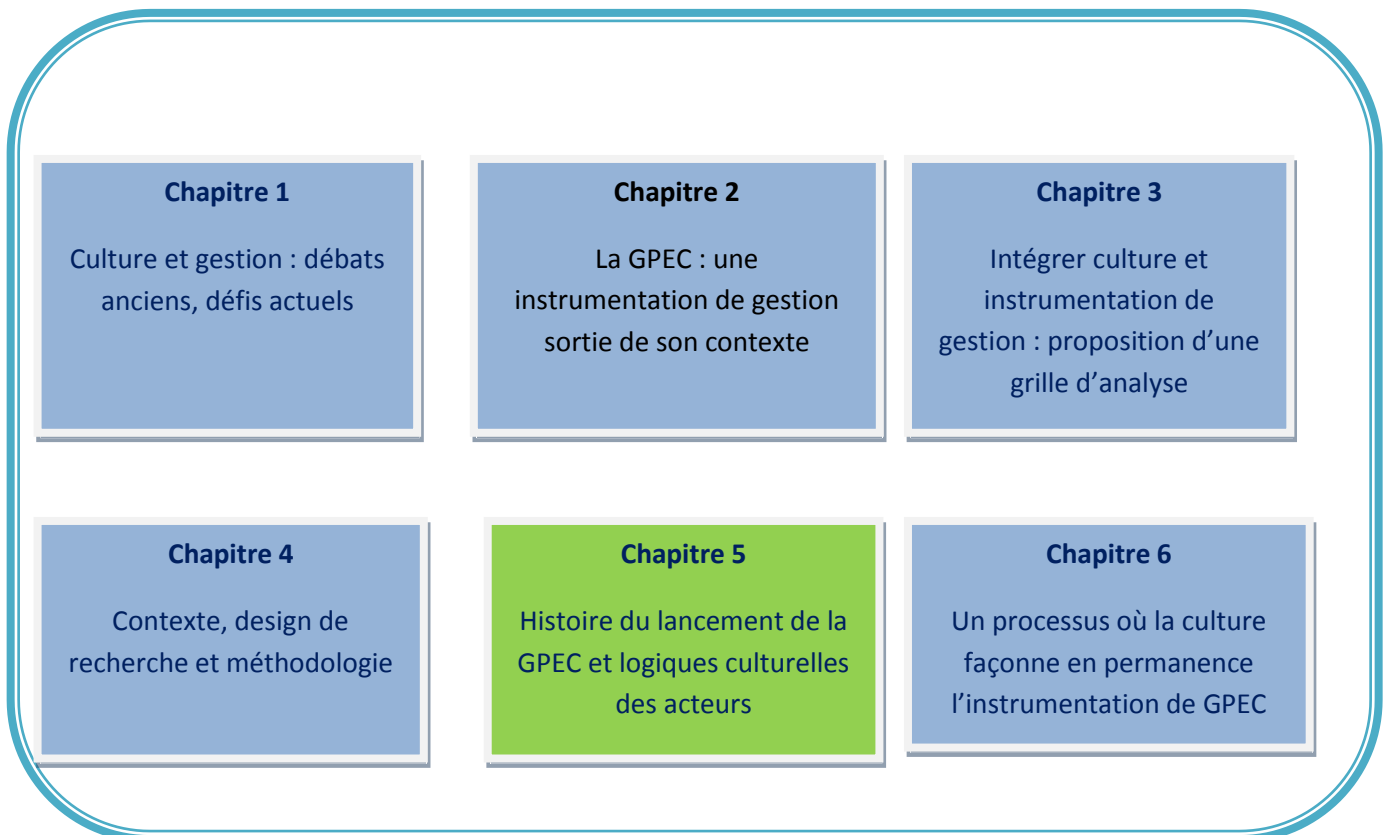 Chapitre 1
Culture et gestion : débats
anciens, défis actuels
Chapitre 2
La GPEC : une
instrumentation de gestion
sortie de son contexte
Chapitre 3
Intégrer culture et
instrumentation de
gestion : proposition d’une
grille d’analyse
Chapitre 4
Contexte, design de
recherche et méthodologie
Chapitre 5
Histoire du lancement de la
GPEC et logiques culturelles
des acteurs
Chapitre 6
Un processus où la culture
façonne en permanence
l’instrumentation de GPEC